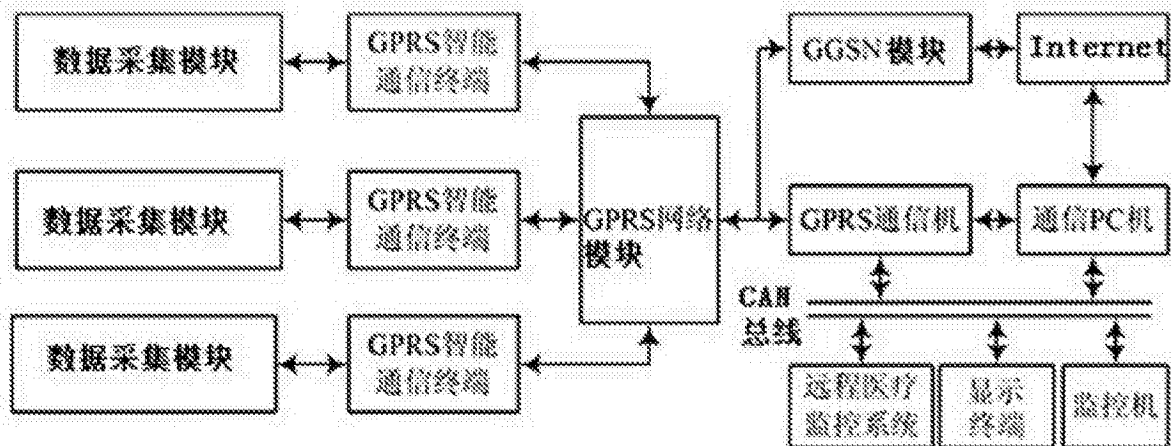 数据采集模块
GPRS智能
通信终端
GGSN模块
Internet
数据采集模块
GPRS智能
通信终端
GPRS网络
模块
GPRS通信机
通信PC机
CAN
总线
数据采集模块
GPRS智能
通信终端
远程医疗
监控系统
显示
终端
监控机